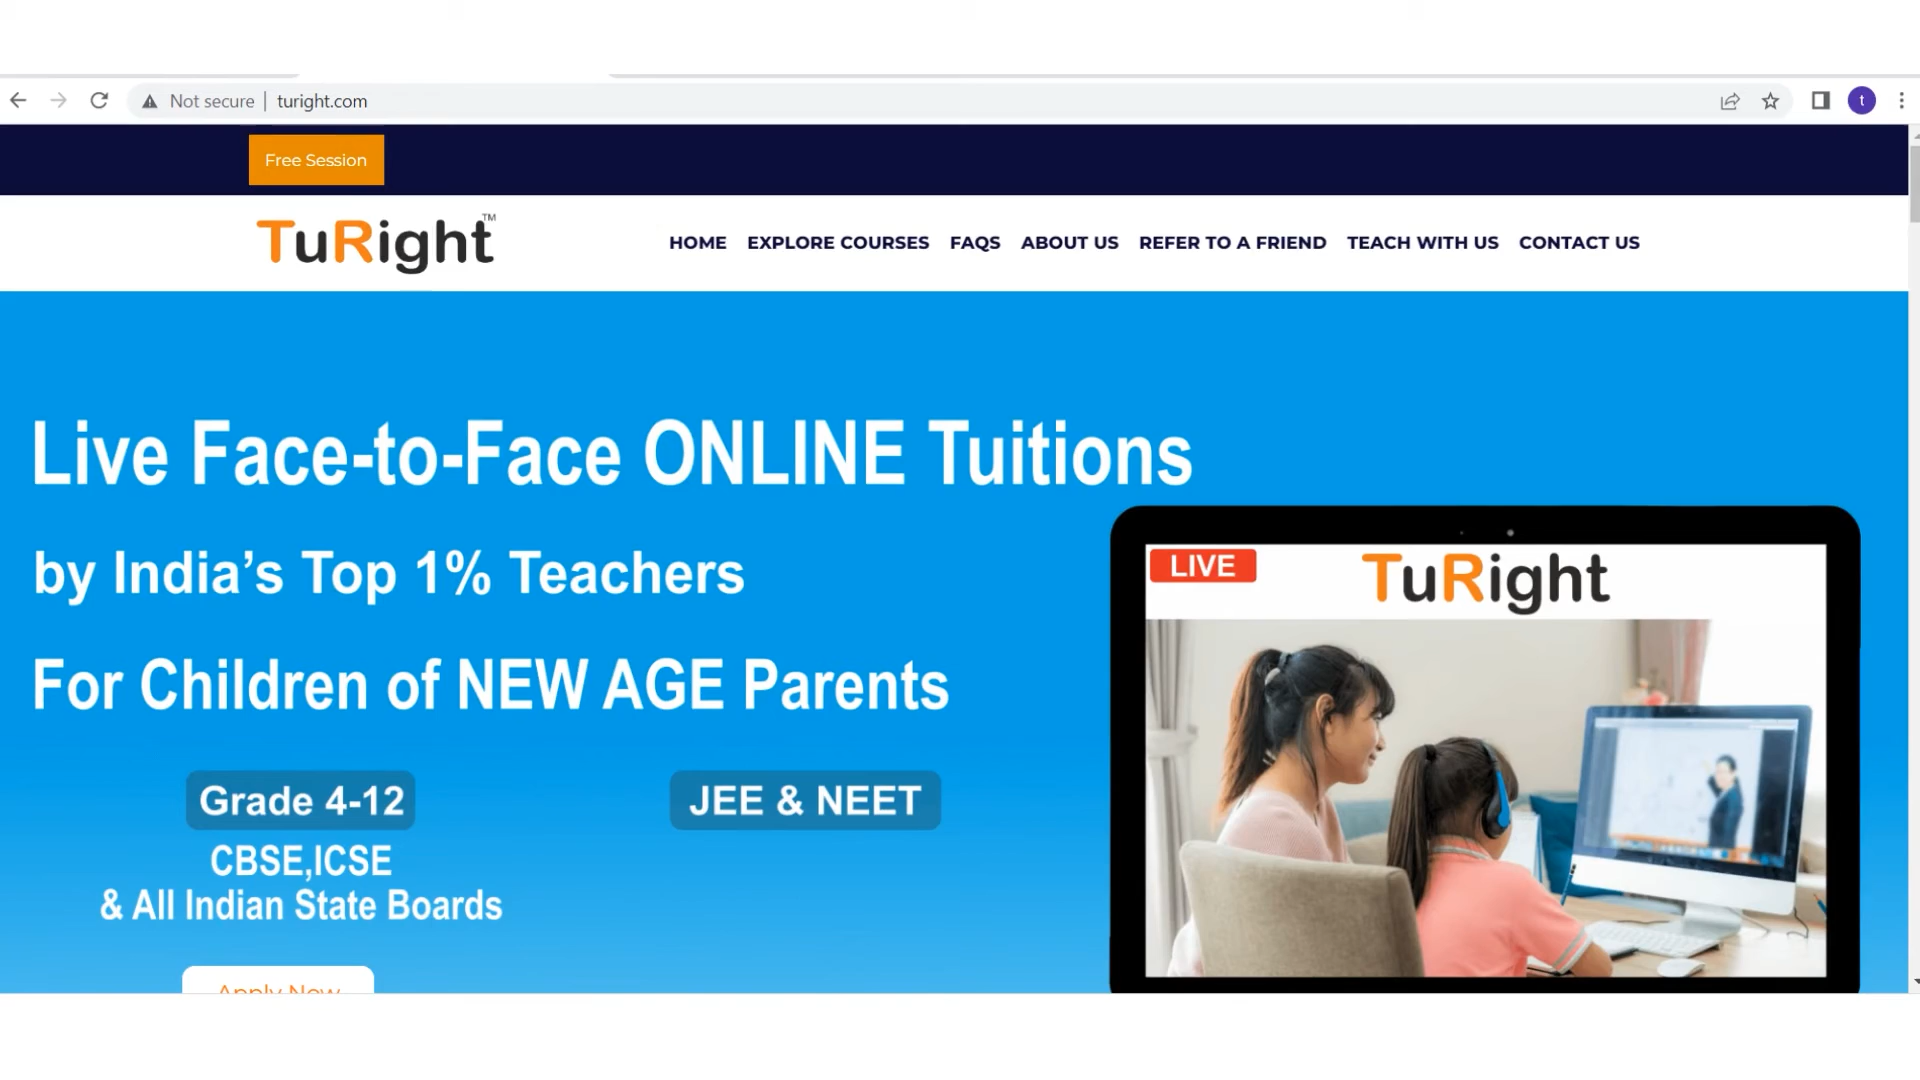 Not secure | turight.com
t
Free Session
TuRight™
HOME EXPLORE COURSES FAQS ABOUT US REFER TO A FRIEND TEACH WITH US CONTACT US
Live Face-to-Face ONLINE Tuitions
by India’s Top 1% Teachers
For Children of NEW AGE Parents
LIVE
TuRight
Grade 4-12
JEE & NEET
CBSE,ICSE
& All Indian State Boards
Apply Now